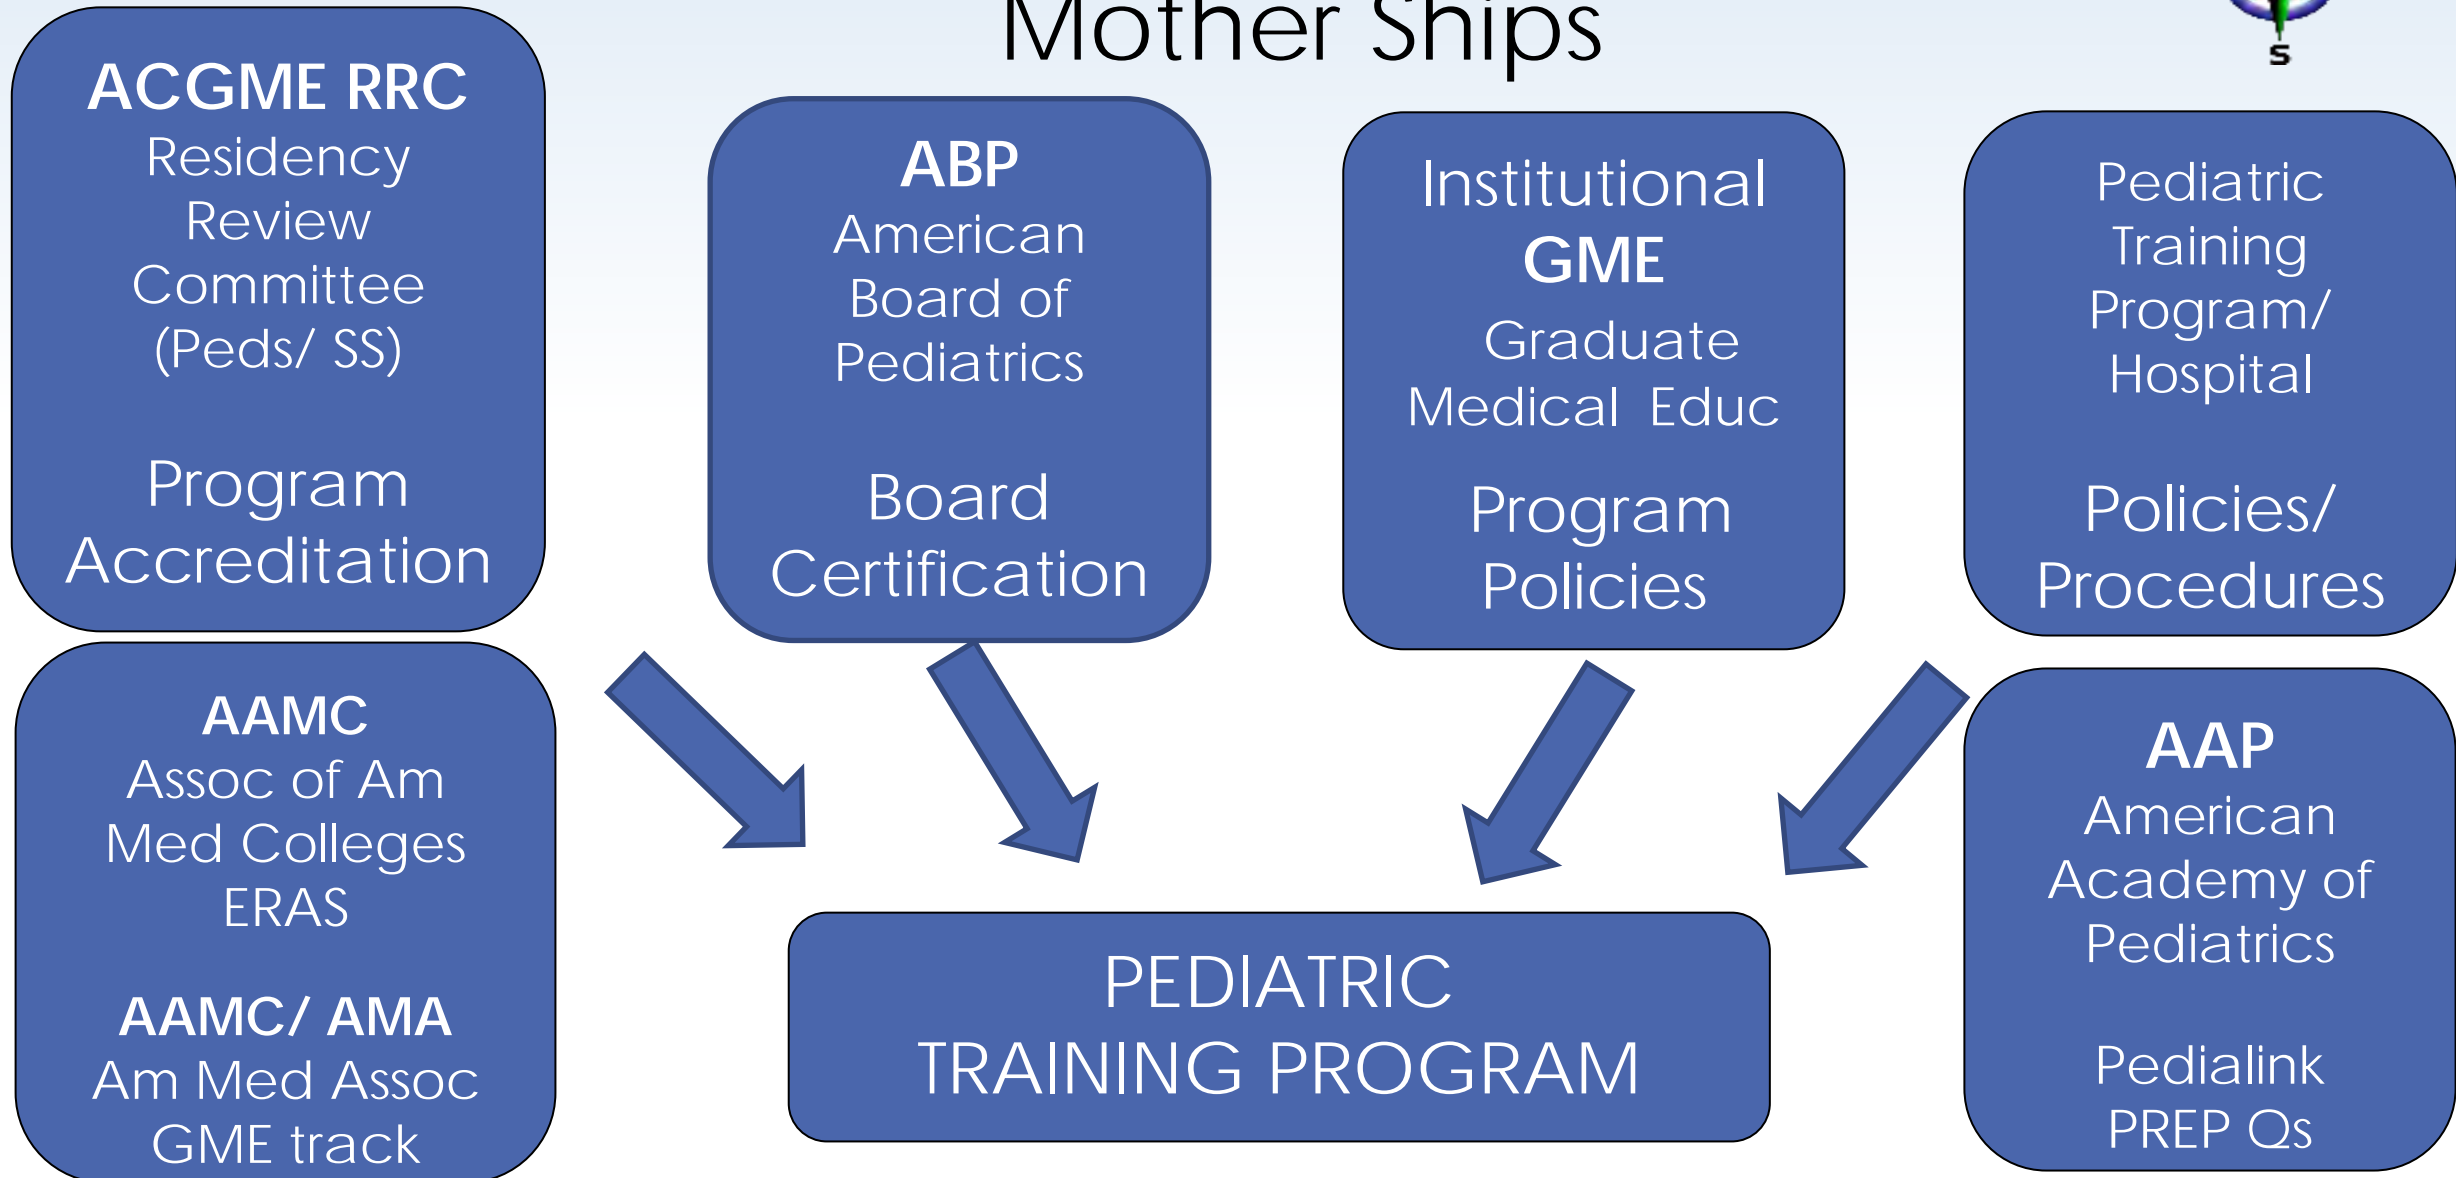 Mother Ships
S
ACGME RRC
Residency
Review
Committee
(Peds/ SS)
Program
Accreditation
ABP
American
Board of
Pediatrics
Board
Certification
Institutional
GME
Graduate
Medical Educ
Program
Policies
Pediatric
Training
Program/
Hospital
Policies/
Procedures
AAMC
Assoc of Am
Med Colleges
ERAS
AAMC/ AMA
Am Med Assoc
GME track
PEDIATRIC
TRAINING PROGRAM
AAP
American
Academy of
Pediatrics
Pedialink
PREP Qs